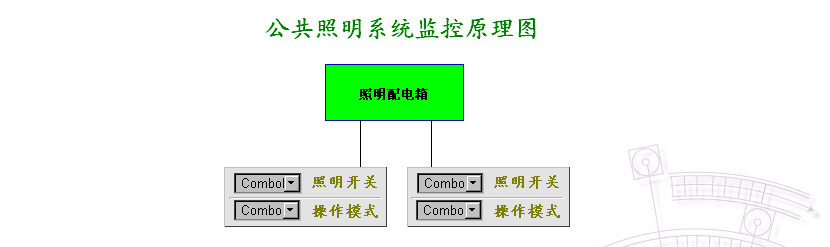 公共照明系统监控原理图
照明配电箱
Combol 照明开关 Combo 照明开关
Combo 操作模式 Combo 操作模式